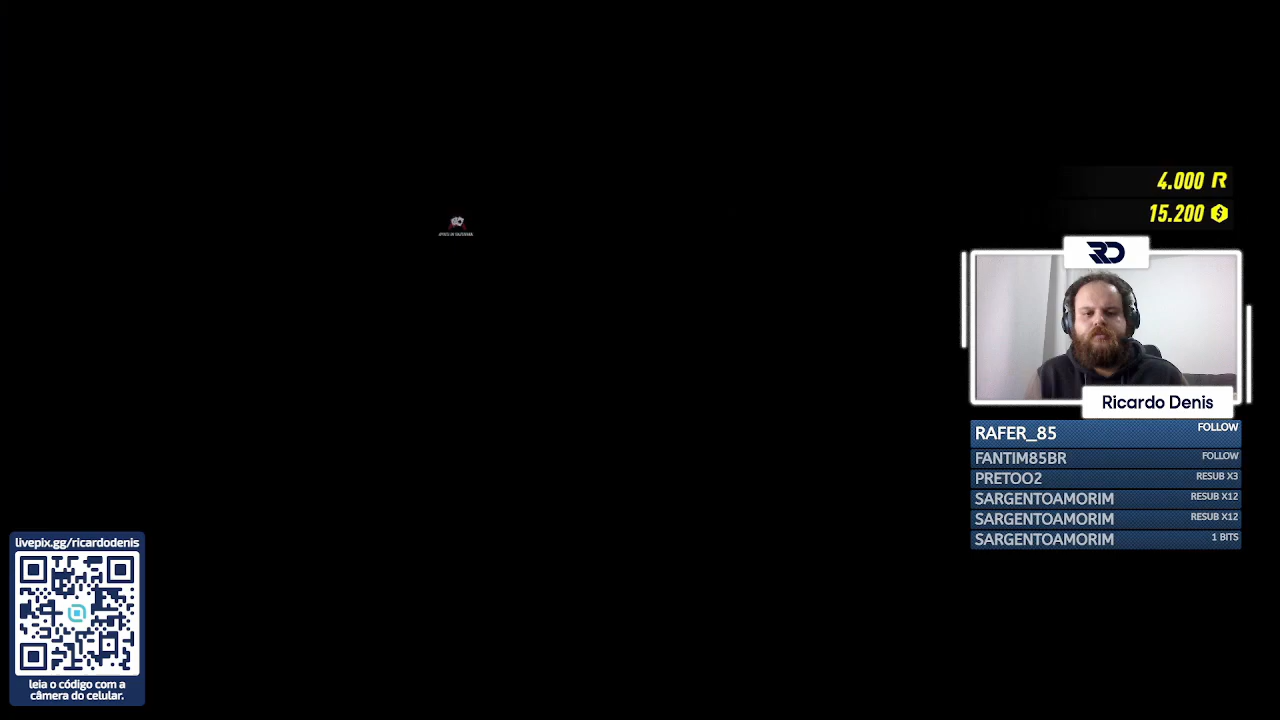 4.000 R
15.200
RD
Ricardo Denis
RAFER_85 FOLLOW
FANTIM85BR FOLLOW
PRETOO2 RESUB X3
SARGENTOAMORIM RESUB X12
SARGENTOAMORIM RESUB X12
SARGENTOAMORIM 1 BITS
livepix.gg/ricardodenis
leia o código com a
câmera do celular.